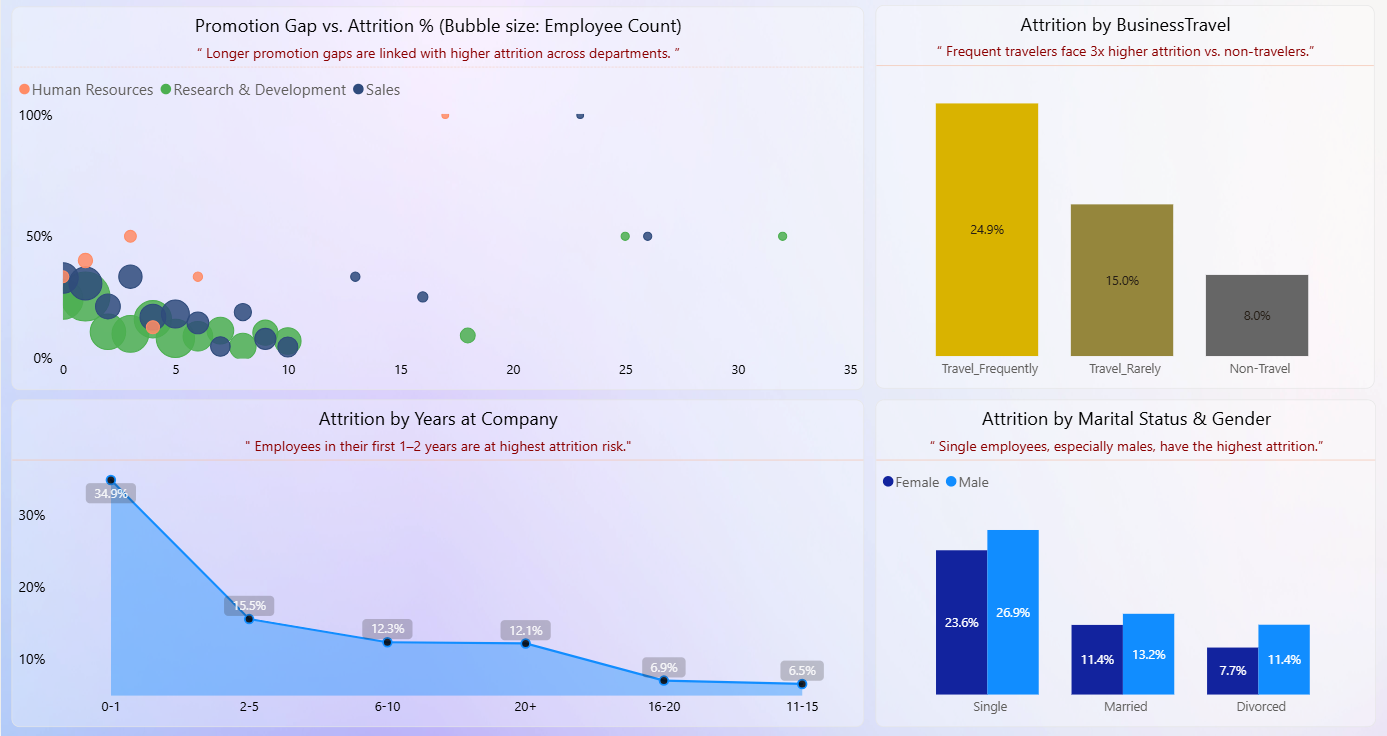 Promotion Gap vs. Attrition % (Bubble size: Employee Count)
“ Longer promotion gaps are linked with higher attrition across departments. ”
Human Resources Research & Development Sales
100%
50%
0%
0 5 10 15 20 25 30 35
Attrition by BusinessTravel
“ Frequent travelers face 3x higher attrition vs. non-travelers.”
24.9%
15.0%
8.0%
Travel_Frequently Travel_Rarely Non-Travel
Attrition by Years at Company
" Employees in their first 1–2 years are at highest attrition risk."
34.9%
30%
20%
15.5%
12.3%
12.1%
10%
6.9%
6.5%
0-1 2-5 6-10 20+ 16-20 11-15
Attrition by Marital Status & Gender
“ Single employees, especially males, have the highest attrition.”
Female Male
23.6% 26.9%
11.4% 13.2%
7.7% 11.4%
Single Married Divorced